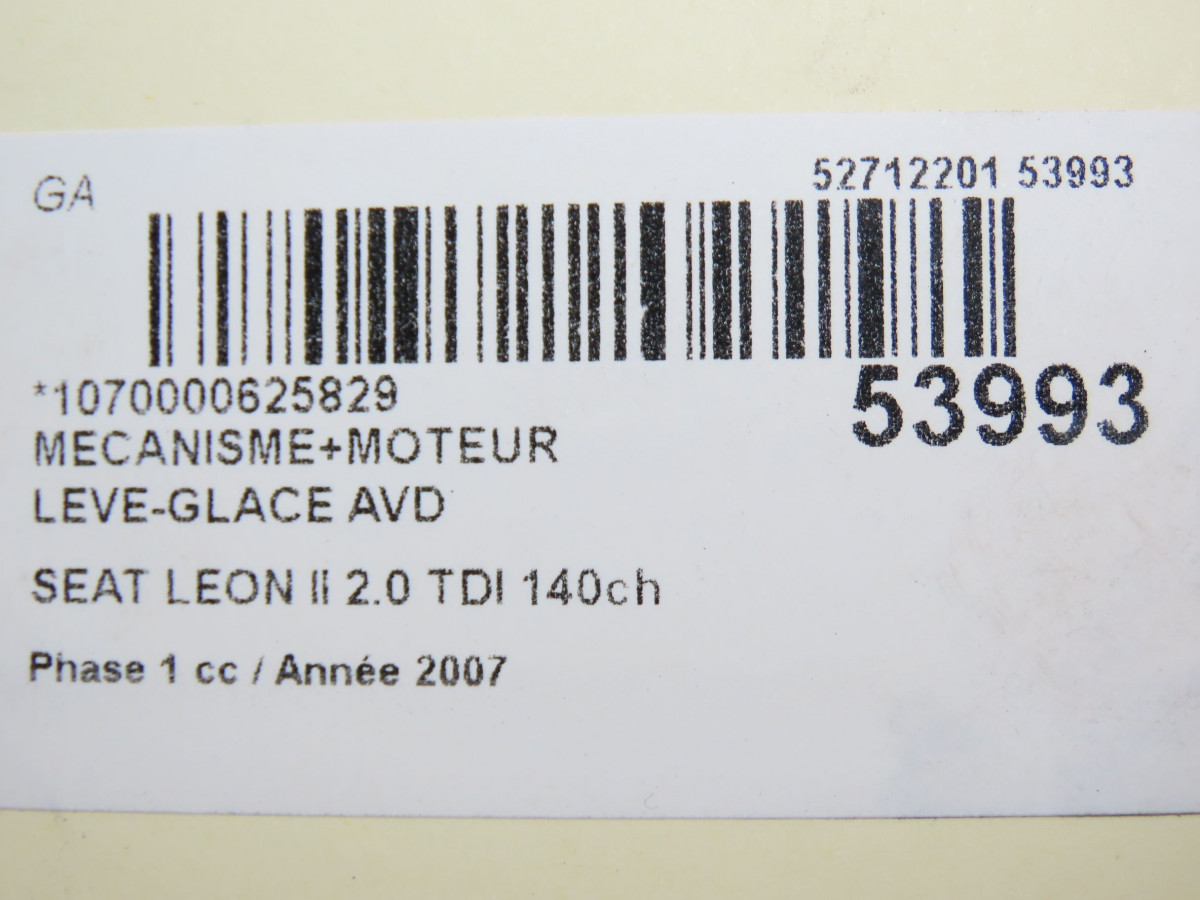 GA
52712201 53993
*1070000625829
53993
MECANISME+MOTEUR
LEVE-GLACE AVD
SEAT LEON II 2.0 TDI 140ch
Phase 1 cc / Année 2007